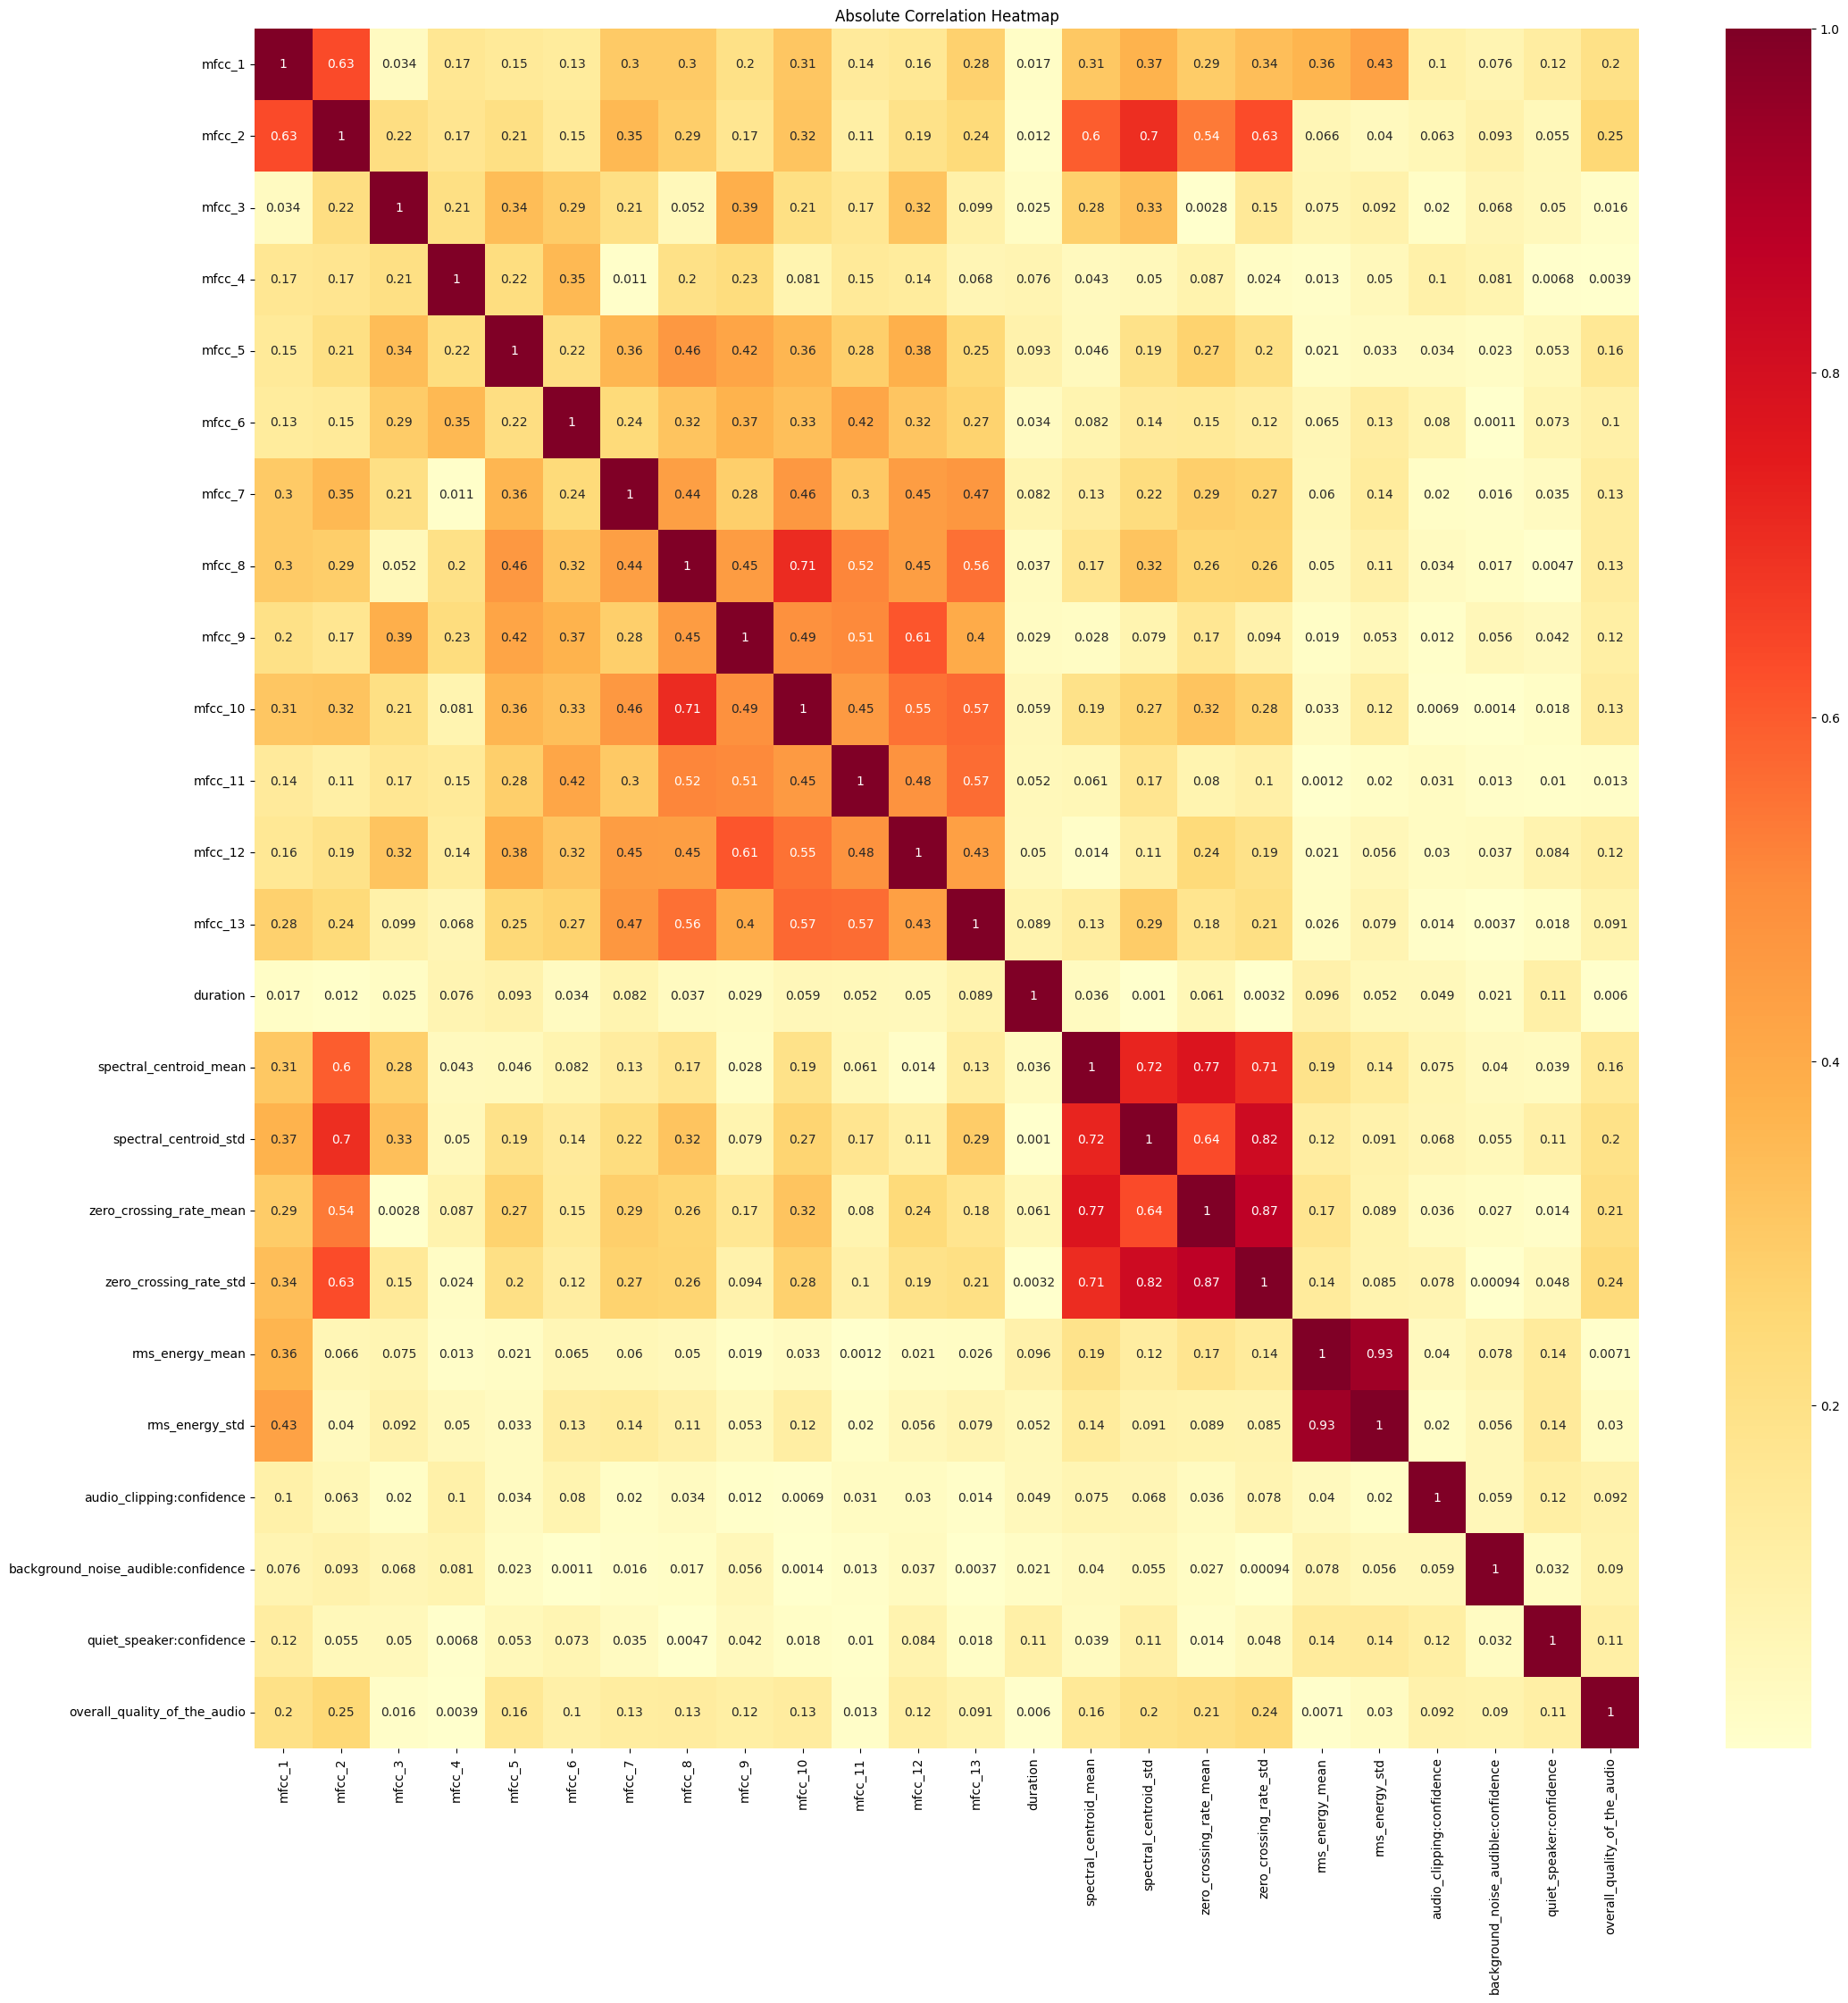 Absolute Correlation Heatmap
mfcc_1 1 0.63 0.034 0.17 0.15 0.13 0.3 0.3 0.2 0.31 0.14 0.16 0.28 0.017 0.31 0.37 0.29 0.34 0.36 0.43 0.1 0.076 0.12 0.2
mfcc_2 0.63 1 0.22 0.17 0.21 0.15 0.35 0.29 0.17 0.32 0.11 0.19 0.24 0.012 0.6 0.7 0.54 0.63 0.066 0.04 0.063 0.093 0.055 0.25
mfcc_3 0.034 0.22 1 0.21 0.34 0.29 0.21 0.052 0.39 0.21 0.17 0.32 0.099 0.025 0.28 0.33 0.0028 0.15 0.075 0.092 0.02 0.068 0.05 0.016
mfcc_4 0.17 0.17 0.21 1 0.22 0.35 0.011 0.2 0.23 0.081 0.15 0.14 0.068 0.076 0.043 0.05 0.087 0.024 0.013 0.05 0.1 0.081 0.0068 0.0039
mfcc_5 0.15 0.21 0.34 0.22 1 0.22 0.36 0.46 0.42 0.36 0.28 0.38 0.25 0.093 0.046 0.19 0.27 0.2 0.021 0.033 0.034 0.023 0.053 0.16
mfcc_6 0.13 0.15 0.29 0.35 0.22 1 0.24 0.32 0.37 0.33 0.42 0.32 0.27 0.034 0.082 0.14 0.15 0.12 0.065 0.13 0.08 0.0011 0.073 0.1
mfcc_7 0.3 0.35 0.21 0.011 0.36 0.24 1 0.44 0.28 0.46 0.3 0.45 0.47 0.082 0.13 0.22 0.29 0.27 0.06 0.14 0.02 0.016 0.035 0.13
mfcc_8 0.3 0.29 0.052 0.2 0.46 0.32 0.44 1 0.45 0.71 0.52 0.45 0.56 0.037 0.17 0.32 0.26 0.26 0.05 0.11 0.034 0.017 0.0047 0.13
mfcc_9 0.2 0.17 0.39 0.23 0.42 0.37 0.28 0.45 1 0.49 0.51 0.61 0.4 0.029 0.028 0.079 0.17 0.094 0.019 0.053 0.012 0.056 0.042 0.12
mfcc_10 0.31 0.32 0.21 0.081 0.36 0.33 0.46 0.71 0.49 1 0.45 0.55 0.57 0.059 0.19 0.27 0.32 0.28 0.033 0.12 0.0069 0.0014 0.018 0.13
mfcc_11 0.14 0.11 0.17 0.15 0.28 0.42 0.3 0.52 0.51 0.45 1 0.48 0.57 0.052 0.061 0.17 0.08 0.1 0.0012 0.02 0.031 0.013 0.01 0.013
mfcc_12 0.16 0.19 0.32 0.14 0.38 0.32 0.45 0.45 0.61 0.55 0.48 1 0.43 0.05 0.014 0.11 0.24 0.19 0.021 0.056 0.03 0.037 0.084 0.12
mfcc_13 0.28 0.24 0.099 0.068 0.25 0.27 0.47 0.56 0.4 0.57 0.57 0.43 1 0.089 0.13 0.29 0.18 0.21 0.026 0.079 0.014 0.0037 0.018 0.091
duration 0.017 0.012 0.025 0.076 0.093 0.034 0.082 0.037 0.029 0.059 0.052 0.05 0.089 1 0.036 0.001 0.061 0.0032 0.096 0.052 0.049 0.021 0.11 0.006
spectral_centroid_mean 0.31 0.6 0.28 0.043 0.046 0.082 0.13 0.17 0.028 0.19 0.061 0.014 0.13 0.036 1 0.72 0.77 0.71 0.19 0.14 0.075 0.04 0.039 0.16
spectral_centroid_std 0.37 0.7 0.33 0.05 0.19 0.14 0.22 0.32 0.079 0.27 0.17 0.11 0.29 0.001 0.72 1 0.64 0.82 0.12 0.091 0.068 0.055 0.11 0.2
zero_crossing_rate_mean 0.29 0.54 0.0028 0.087 0.27 0.15 0.29 0.26 0.17 0.32 0.08 0.24 0.18 0.061 0.77 0.64 1 0.87 0.17 0.089 0.036 0.027 0.014 0.21
zero_crossing_rate_std 0.34 0.63 0.15 0.024 0.2 0.12 0.27 0.26 0.094 0.28 0.1 0.19 0.21 0.0032 0.71 0.82 0.87 1 0.14 0.085 0.078 0.00094 0.048 0.24
rms_energy_mean 0.36 0.066 0.075 0.013 0.021 0.065 0.06 0.05 0.019 0.033 0.0012 0.021 0.026 0.096 0.19 0.12 0.17 0.14 1 0.93 0.04 0.078 0.14 0.0071
rms_energy_std 0.43 0.04 0.092 0.05 0.033 0.13 0.14 0.11 0.053 0.12 0.02 0.056 0.079 0.052 0.14 0.091 0.089 0.085 0.93 1 0.02 0.056 0.14 0.03
audio_clipping:confidence 0.1 0.063 0.02 0.1 0.034 0.08 0.02 0.034 0.012 0.0069 0.031 0.03 0.014 0.049 0.075 0.068 0.036 0.078 0.04 0.02 1 0.059 0.12 0.092
background_noise_audible:confidence 0.076 0.093 0.068 0.081 0.023 0.0011 0.016 0.017 0.056 0.0014 0.013 0.037 0.0037 0.021 0.04 0.055 0.027 0.00094 0.078 0.056 0.059 1 0.032 0.09
quiet_speaker:confidence 0.12 0.055 0.05 0.0068 0.053 0.073 0.035 0.0047 0.042 0.018 0.01 0.084 0.018 0.11 0.039 0.11 0.014 0.048 0.14 0.14 0.12 0.032 1 0.11
overall_quality_of_the_audio 0.2 0.25 0.016 0.0039 0.16 0.1 0.13 0.13 0.12 0.13 0.013 0.12 0.091 0.006 0.16 0.2 0.21 0.24 0.0071 0.03 0.092 0.09 0.11 1
mfcc_1
mfcc_2
mfcc_3
mfcc_4
mfcc_5
mfcc_6
mfcc_7
mfcc_8
mfcc_9
mfcc_10
mfcc_11
mfcc_12
mfcc_13
duration
spectral_centroid_mean
spectral_centroid_std
zero_crossing_rate_mean
zero_crossing_rate_std
rms_energy_mean
rms_energy_std
audio_clipping:confidence
background_noise_audible:confidence
quiet_speaker:confidence
overall_quality_of_the_audio
1.0
0.8
0.6
0.4
0.2